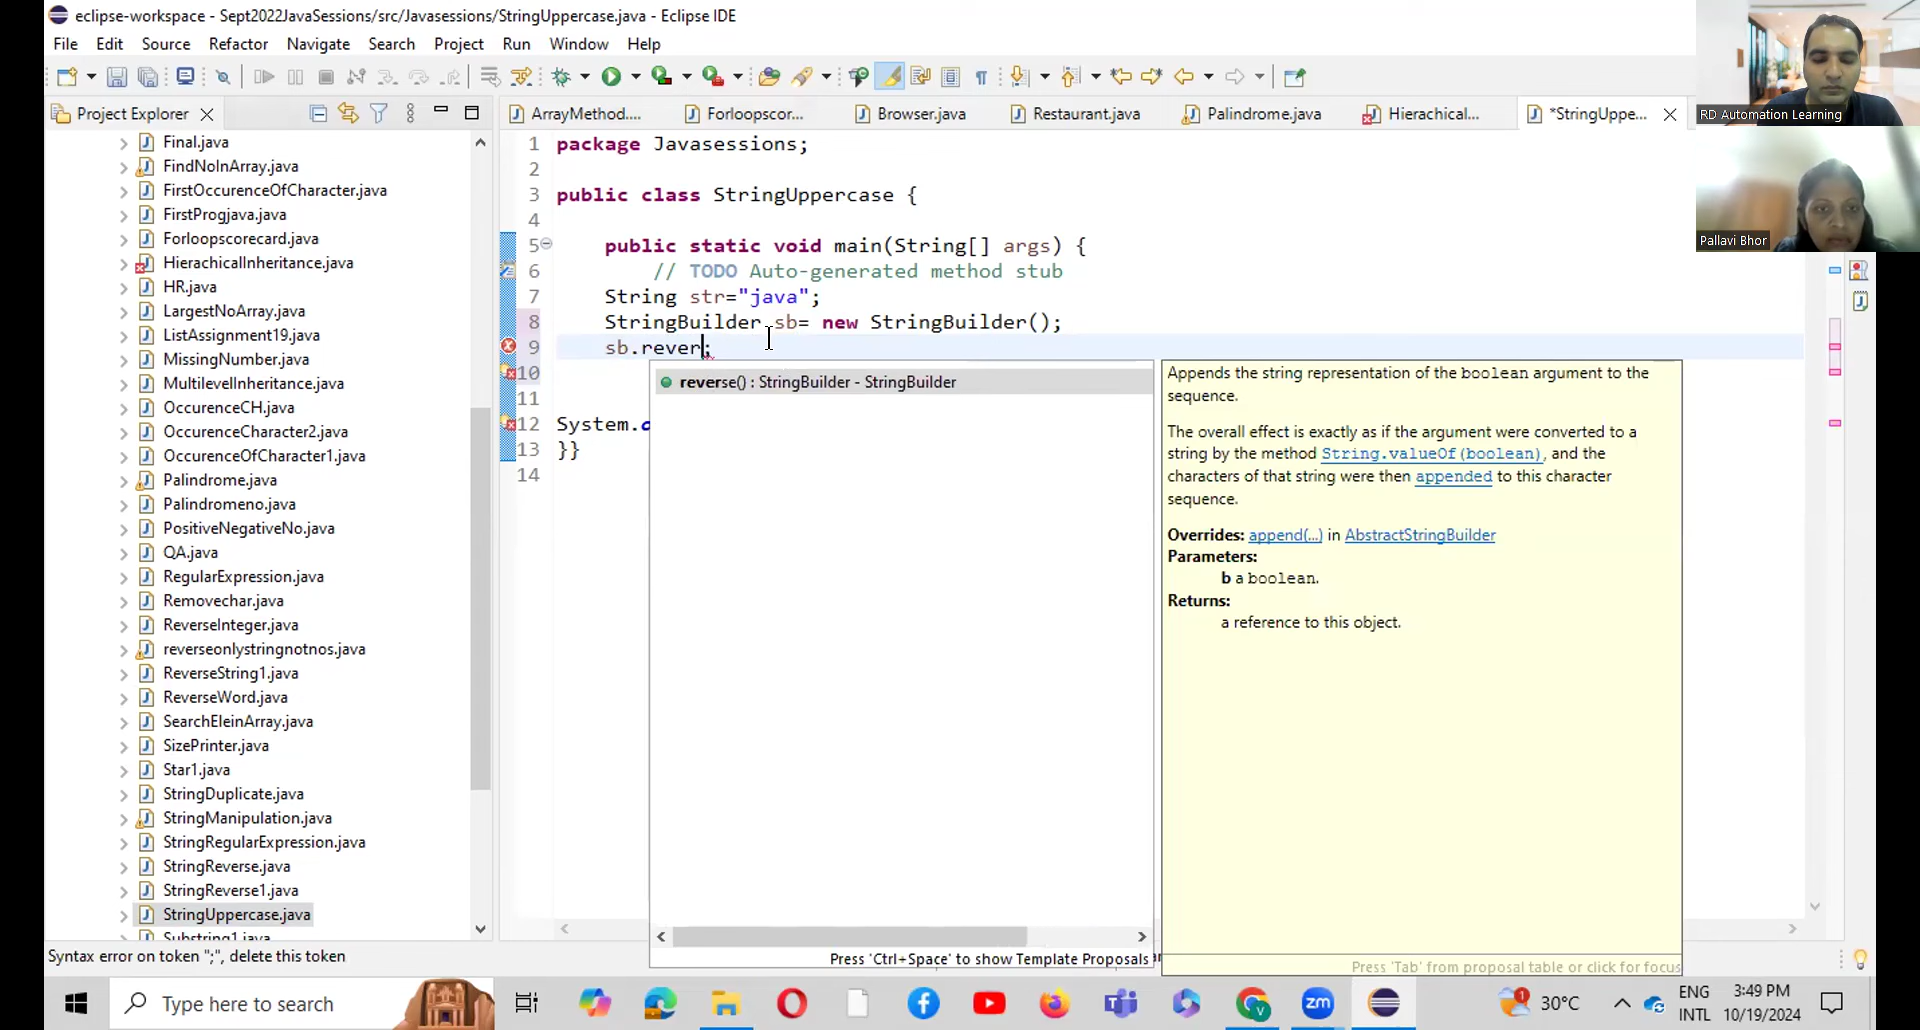 eclipse-workspace - Sept2022JavaSessions/src/Javasessions/StringUppercase.java - Eclipse IDE
File Edit Source Refactor Navigate Search Project Run Window Help
Project Explorer
ArrayMethod.... Forloopscor... Browser.java Restaurant.java Palindrome.java Hierachical... *StringUppe...
RD Automation Learning
Pallavi Bhor
Final.java
FindNoInArray.java
FirstOccurenceOfCharacter.java
FirstProgjava.java
Forloopscorecard.java
HierachicalInheritance.java
HR.java
LargestNoArray.java
ListAssignment19.java
MissingNumber.java
MultilevelInheritance.java
OccurenceCH.java
OccurenceCharacter2.java
OccurenceOfCharacter1.java
Palindrome.java
Palindromeno.java
PositiveNegativeNo.java
QA.java
RegularExpression.java
Removechar.java
ReverseInteger.java
reverseonlystringnotnos.java
ReverseString1.java
ReverseWord.java
SearchEleinArray.java
SizePrinter.java
Star1.java
StringDuplicate.java
StringManipulation.java
StringRegularExpression.java
StringReverse.java
StringReverse1.java
StringUppercase.java
Substring1.java
1 package Javasessions;
2
3 public class StringUppercase {
4
5 public static void main(String[] args) {
6 // TODO Auto-generated method stub
7 String str="java";
8 StringBuilder sb= new StringBuilder();
9 sb.rever;
10
11
12 System.o
13 }}
14
reverse() : StringBuilder - StringBuilder
Press 'Ctrl+Space' to show Template Proposals
Appends the string representation of the boolean argument to the
sequence.
The overall effect is exactly as if the argument were converted to a
string by the method String.valueOf(boolean), and the
characters of that string were then appended to this character
sequence.
Overrides: append(...) in AbstractStringBuilder
Parameters:
b a boolean.
Returns:
a reference to this object.
Press 'Tab' from proposal table or click for focus
Syntax error on token ";", delete this token
Type here to search
zm
1
30°C
ENG
INTL
3:49 PM
10/19/2024